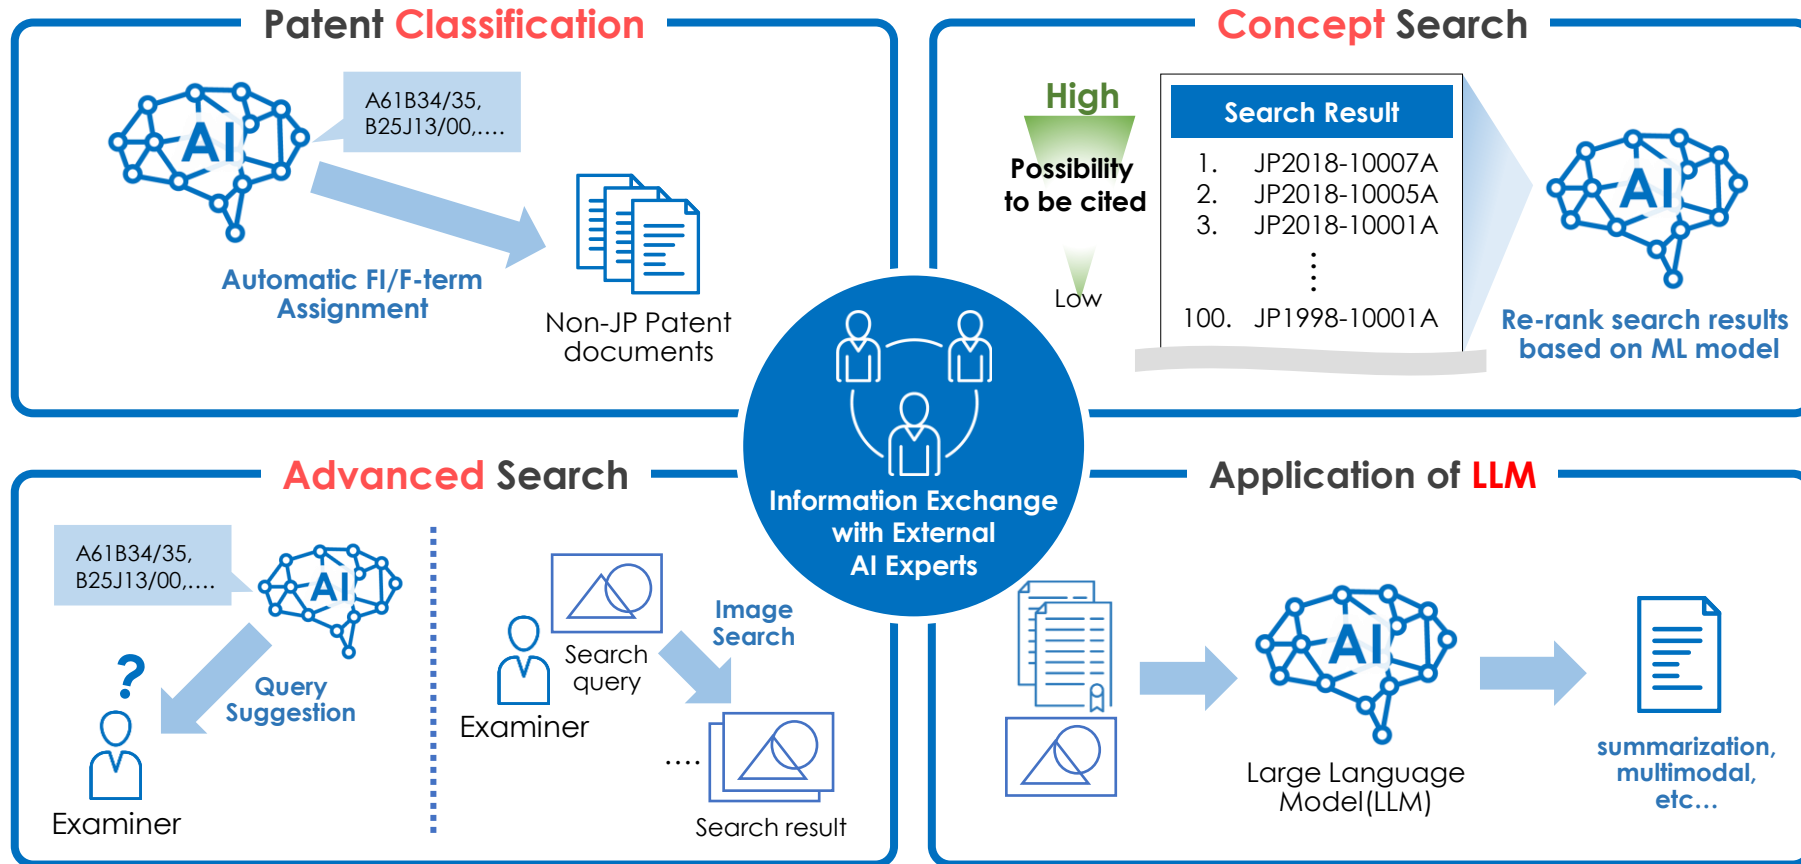 Patent Classification
AI
A61B34/35,
B25J13/00,....
Automatic FI/F-term
Assignment
Non-JP Patent
documents
Concept Search
High
Possibility
to be cited
Low
Search Result
1. JP2018-10007A
2. JP2018-10005A
3. JP2018-10001A
⋮
100. JP1998-10001A
AI
Re-rank search results
based on ML model
Information Exchange
with External
AI Experts
Advanced Search
A61B34/35,
B25J13/00,....
AI
?
Query
Suggestion
Examiner
Search
query
Examiner
Image
Search
....
Search result
Application of LLM
AI
Large Language
Model(LLM)
summarization,
multimodal,
etc...